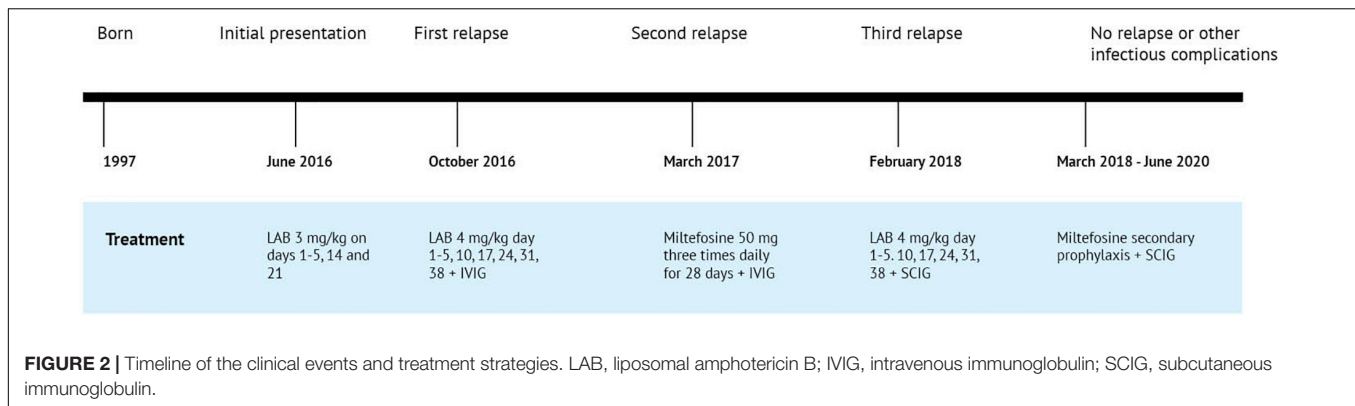 Born
Initial presentation
First relapse
Second relapse
Third relapse
No relapse or other
infectious complications
1997
June 2016
October 2016
March 2017
February 2018
March 2018 - June 2020
Treatment
LAB 3 mg/kg on
days 1-5, 14 and
21
LAB 4 mg/kg day
1-5, 10, 17, 24, 31,
38 + IVIG
Miltefosine 50 mg
three times daily
for 28 days + IVIG
LAB 4 mg/kg day
1-5. 10, 17, 24, 31,
38 + SCIG
Miltefosine secondary
prophylaxis + SCIG
FIGURE 2 | Timeline of the clinical events and treatment strategies. LAB, liposomal amphotericin B; IVIG, intravenous immunoglobulin; SCIG, subcutaneous
immunoglobulin.